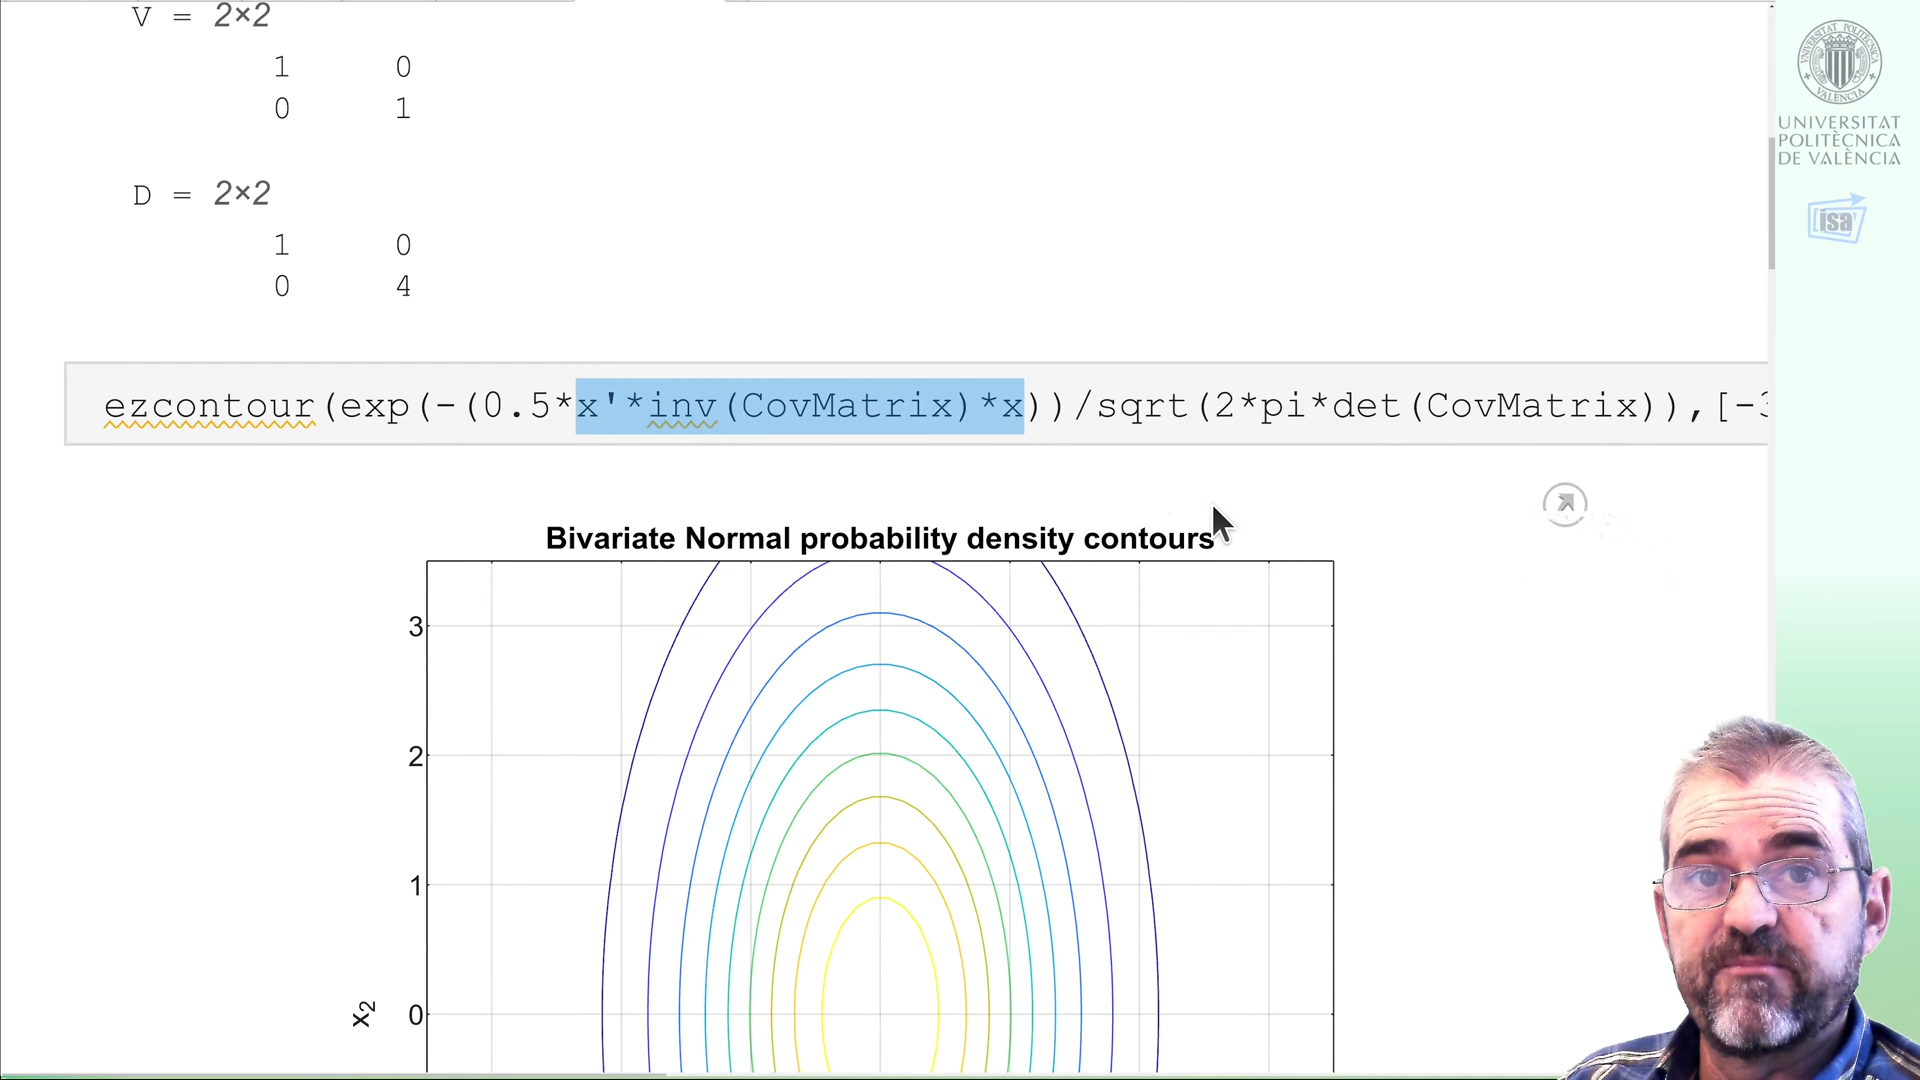 V = 2×2
1 0
0 1
D = 2×2
1 0
0 4
ezcontour(exp(-(0.5*x'*inv(CovMatrix)*x))/sqrt(2*pi*det(CovMatrix)),[-3
Bivariate Normal probability density contours
3
2
1
0
x2
UNIVERSITAT
POLITÈCNICA
DE VALÈNCIA
isa